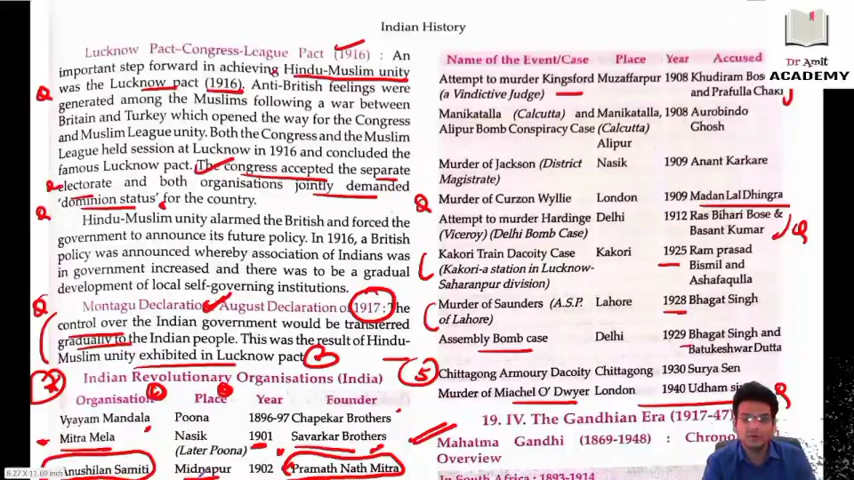 Indian History
Lucknow Pact–Congress-League Pact (1916) : An
important step forward in achieving Hindu-Muslim unity
was the Lucknow pact (1916). Anti-British feelings were
generated among the Muslims following a war between
Britain and Turkey which opened the way for the Congress
and Muslim League unity. Both the Congress and the Muslim
League held session at Lucknow in 1916 and concluded the
famous Lucknow pact. The congress accepted the separate
electorate and both organisations jointly demanded
'dominion status' for the country.
Hindu-Muslim unity alarmed the British and forced the
government to announce its future policy. In 1916, a British
policy was announced whereby association of Indians was
in government increased and there was to be a gradual
development of local self-governing institutions.
Montagu Declaration August Declaration of 1917 : The
control over the Indian government would be transferred
gradually to the Indian people. This was the result of Hindu-
Muslim unity exhibited in Lucknow pact
Indian Revolutionary Organisations (India)
Organisation Place Year Founder
Vyayam Mandala Poona 1896-97 Chapekar Brothers
Mitra Mela Nasik 1901 Savarkar Brothers
(Later Poona)
Anushilan Samiti Midnapur 1902 Pramath Nath Mitra
8.27 X 11.69 inch
Name of the Event/Case Place Year Accused
Attempt to murder Kingsford Muzaffarpur 1908 Khudiram Bos
(a Vindictive Judge) and Prafulla Chaki
Manikatalla (Calcutta) and Manikatalla, 1908 Aurobindo
Alipur Bomb Conspiracy Case (Calcutta) Ghosh
Alipur
Murder of Jackson (District Nasik 1909 Anant Karkare
Magistrate)
Murder of Curzon Wyllie London 1909 Madan Lal Dhingra
Attempt to murder Hardinge Delhi 1912 Ras Bihari Bose &
(Viceroy) (Delhi Bomb Case) Basant Kumar
Kakori Train Dacoity Case Kakori 1925 Ram prasad
(Kakori-a station in Lucknow- Bismil and
Saharanpur division) Ashafaqulla
Murder of Saunders (A.S.P. Lahore 1928 Bhagat Singh
of Lahore)
Assembly Bomb case Delhi 1929 Bhagat Singh and
Batukeshwar Dutta
5
Chittagong Armoury Dacoity Chittagong 1930 Surya Sen
Murder of Miachel O' Dwyer London 1940 Udham sin
19. IV. The Gandhian Era (1917-47)
Mahatma Gandhi (1869-1948) : Chrono
Overview
In South Africa : 1893-1914
Dr Amit
ACADEMY